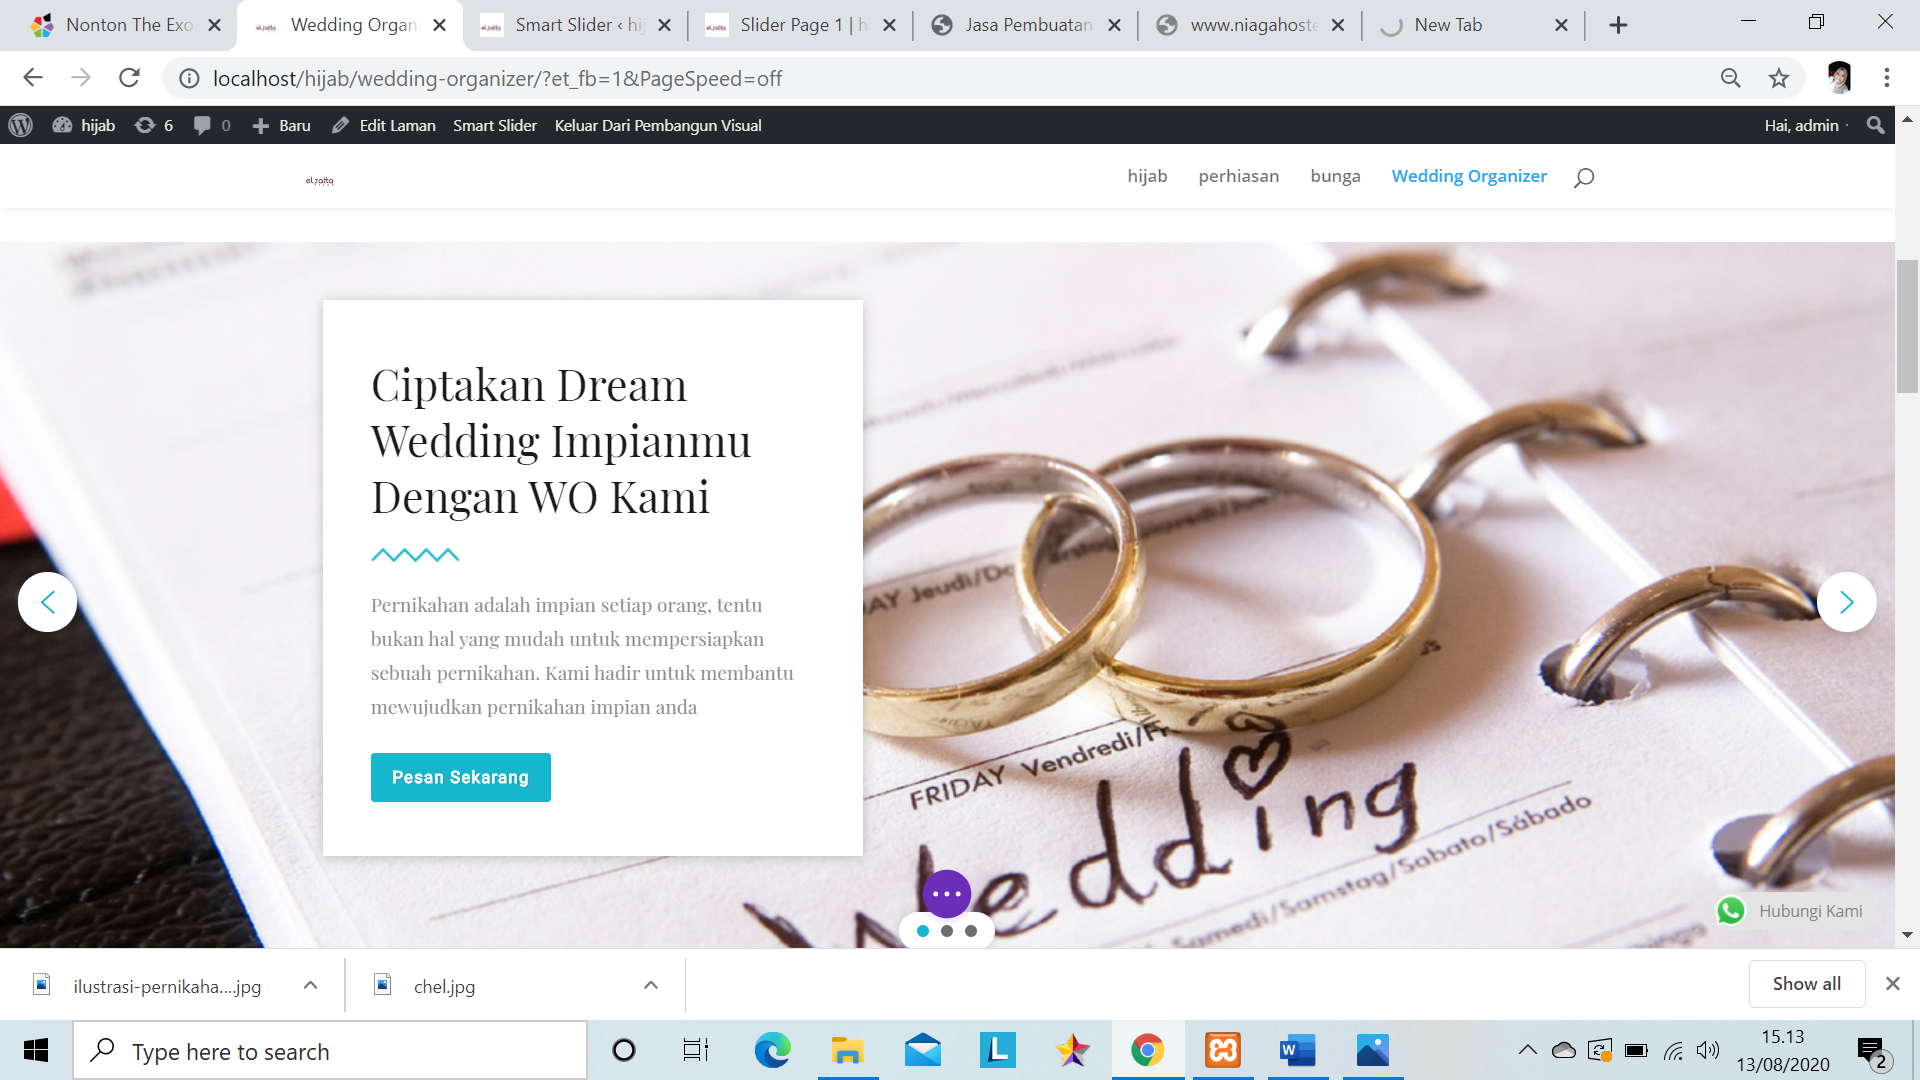 Nonton The Exo
Wedding Organi
Smart Slider ‹ hij
Slider Page 1 | hi
Jasa Pembuatan
www.niagahoste
New Tab
localhost/hijab/wedding-organizer/?et_fb=1&PageSpeed=off
hijab 6 0 Baru Edit Laman Smart Slider Keluar Dari Pembangun Visual Hai, admin
elzatta
hijab perhiasan bunga Wedding Organizer
Ciptakan Dream
Wedding Impianmu
Dengan WO Kami
Pernikahan adalah impian setiap orang, tentu
bukan hal yang mudah untuk mempersiapkan
sebuah pernikahan. Kami hadir untuk membantu
mewujudkan pernikahan impian anda
Pesan Sekarang
AY Jeudi/Do
FRIDAY Vendredi/Fr
Wedding
Samedi/Samstag/Sabato/Sábado
Hubungi Kami
ilustrasi-pernikaha....jpg
chel.jpg
Show all
Type here to search
15.13
13/08/2020
2